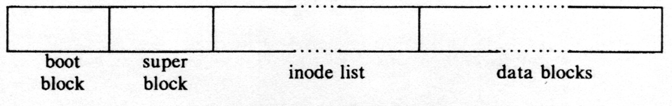 boot super
block block
inode list
data blocks